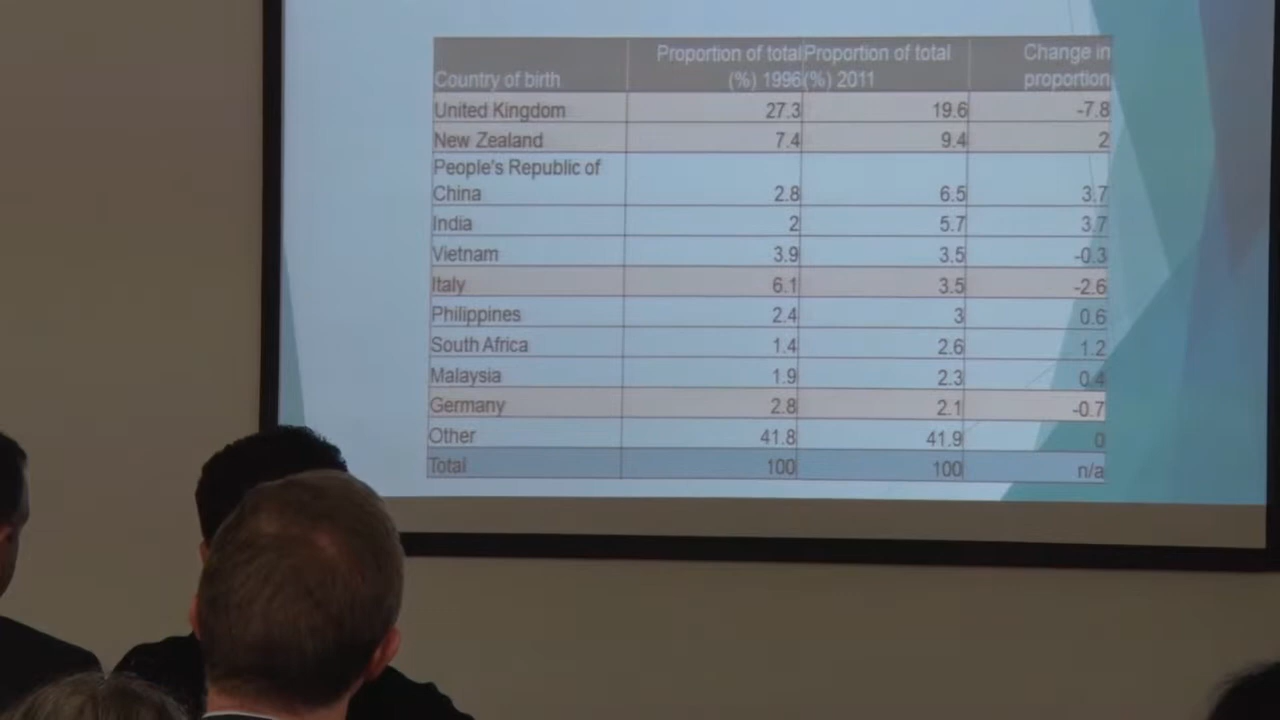 Country of birth Proportion of total (%) 1996 Proportion of total (%) 2011 Change in proportion
United Kingdom 27.3 19.6 -7.8
New Zealand 7.4 9.4 2
People's Republic of
China 2.8 6.5 3.7
India 2 5.7 3.7
Vietnam 3.9 3.5 -0.3
Italy 6.1 3.5 -2.6
Philippines 2.4 3 0.6
South Africa 1.4 2.6 1.2
Malaysia 1.9 2.3 0.4
Germany 2.8 2.1 -0.7
Other 41.8 41.9 0
Total 100 100 n/a